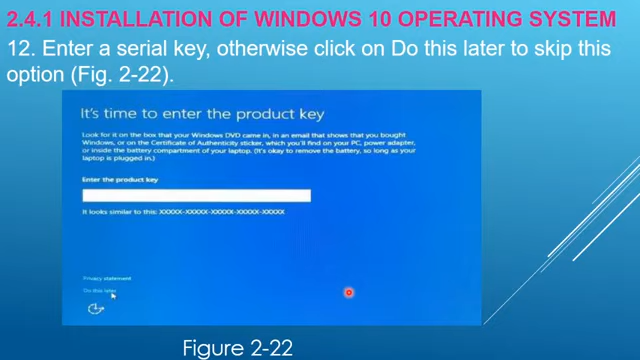 2.4.1 INSTALLATION OF WINDOWS 10 OPERATING SYSTEM
12. Enter a serial key, otherwise click on Do this later to skip this
option (Fig. 2-22).
It's time to enter the product key
Look for it on the box that your Windows DVD came in, in an email that shows that you bought
Windows, or on the Certificate of Authenticity sticker, which you'll find on your PC, power adapter,
or inside the battery compartment of your laptop. (It's okay to remove the battery, so long as your
laptop is plugged in.)
Enter the product key
It looks similar to this: XXXXX-XXXXX-XXXXX-XXXXX-XXXXX
Privacy statement
Do this later
Figure 2-22